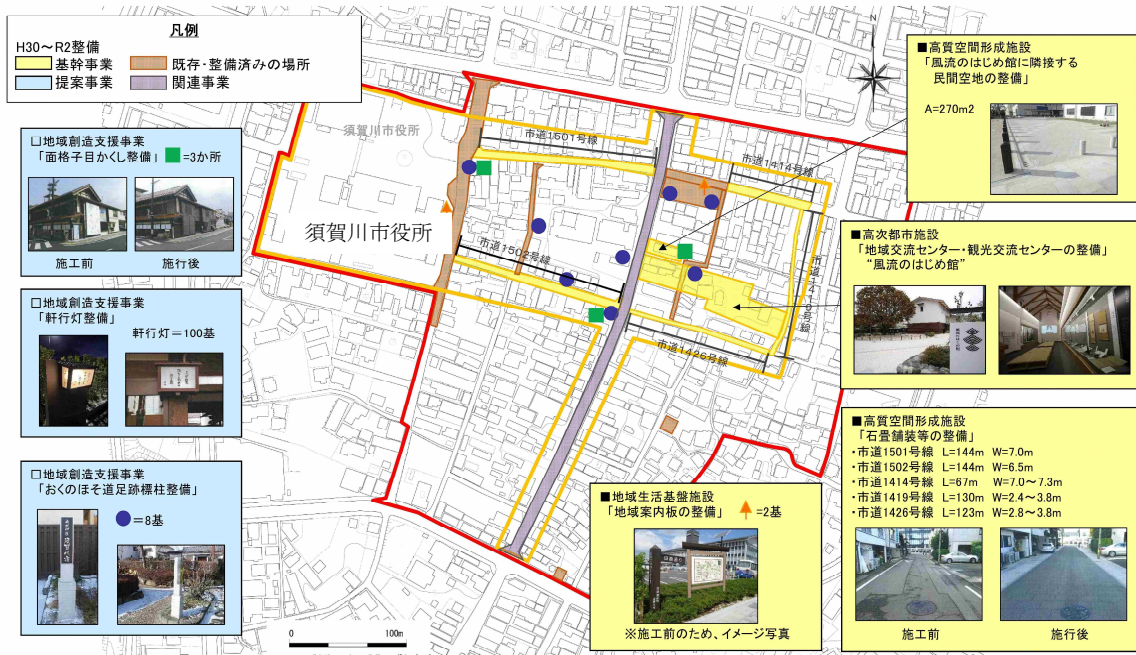 凡例
H30～R2整備
基幹事業
既存・整備済みの場所
提案事業
関連事業
□地域創造支援事業
「面格子目かくし整備」 =3か所
施工前
施行後
□地域創造支援事業
「軒行灯整備」
軒行灯＝100基
□地域創造支援事業
「おくのほそ道足跡標柱整備」
＝8基
須賀川市役所
須賀川市役所
市道1501号線
市道1414号線
市道1502号線
市道1419号線
市道1426号線
N
0 100m
■高質空間形成施設
「風流のはじめ館に隣接する
民間空地の整備」
A=270m2
■高次都市施設
「地域交流センター・観光交流センターの整備」
“風流のはじめ館”
■高質空間形成施設
「石畳舗装等の整備」
・市道1501号線 L=144m W=7.0m
・市道1502号線 L=144m W=6.5m
・市道1414号線 L=67m W=7.0～7.3m
・市道1419号線 L=130m W=2.4～3.8m
・市道1426号線 L=123m W=2.8～3.8m
施工前
施行後
■地域生活基盤施設
「地域案内板の整備」 =2基
※施工前のため、イメージ写真